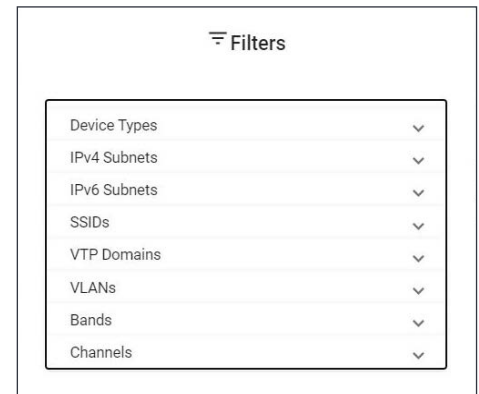 Filters
Device Types
IPv4 Subnets
IPv6 Subnets
SSIDs
VTP Domains
VLANs
Bands
Channels